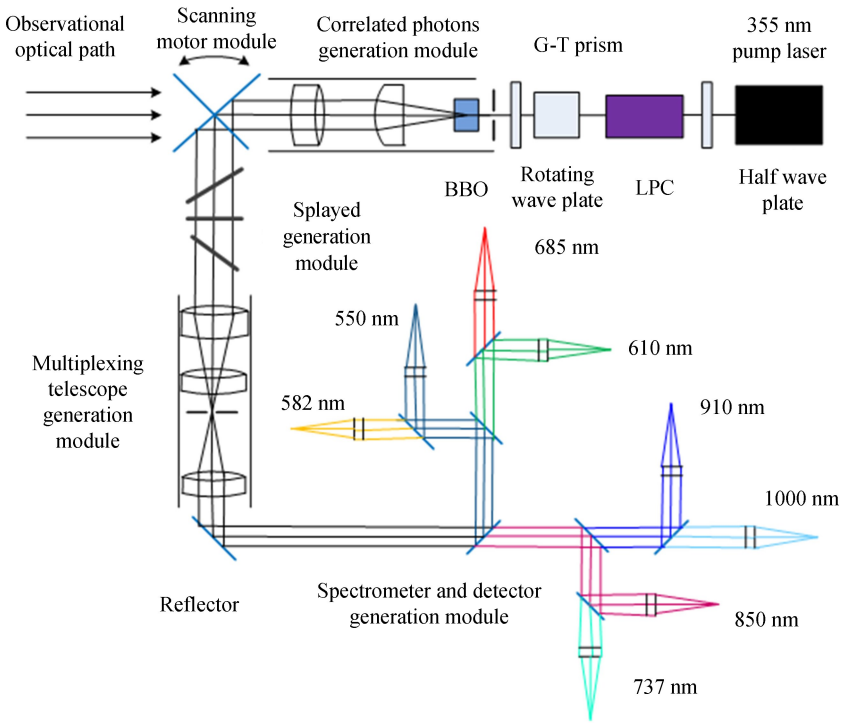 Observational
optical path
Scanning
motor module
Correlated photons
generation module
G-T prism
355 nm
pump laser
BBO
Rotating
wave plate
LPC
Half wave
plate
Splayed
generation
module
685 nm
550 nm
610 nm
Multiplexing
telescope
generation
module
582 nm
910 nm
1000 nm
Reflector
Spectrometer and detector
generation module
850 nm
737 nm